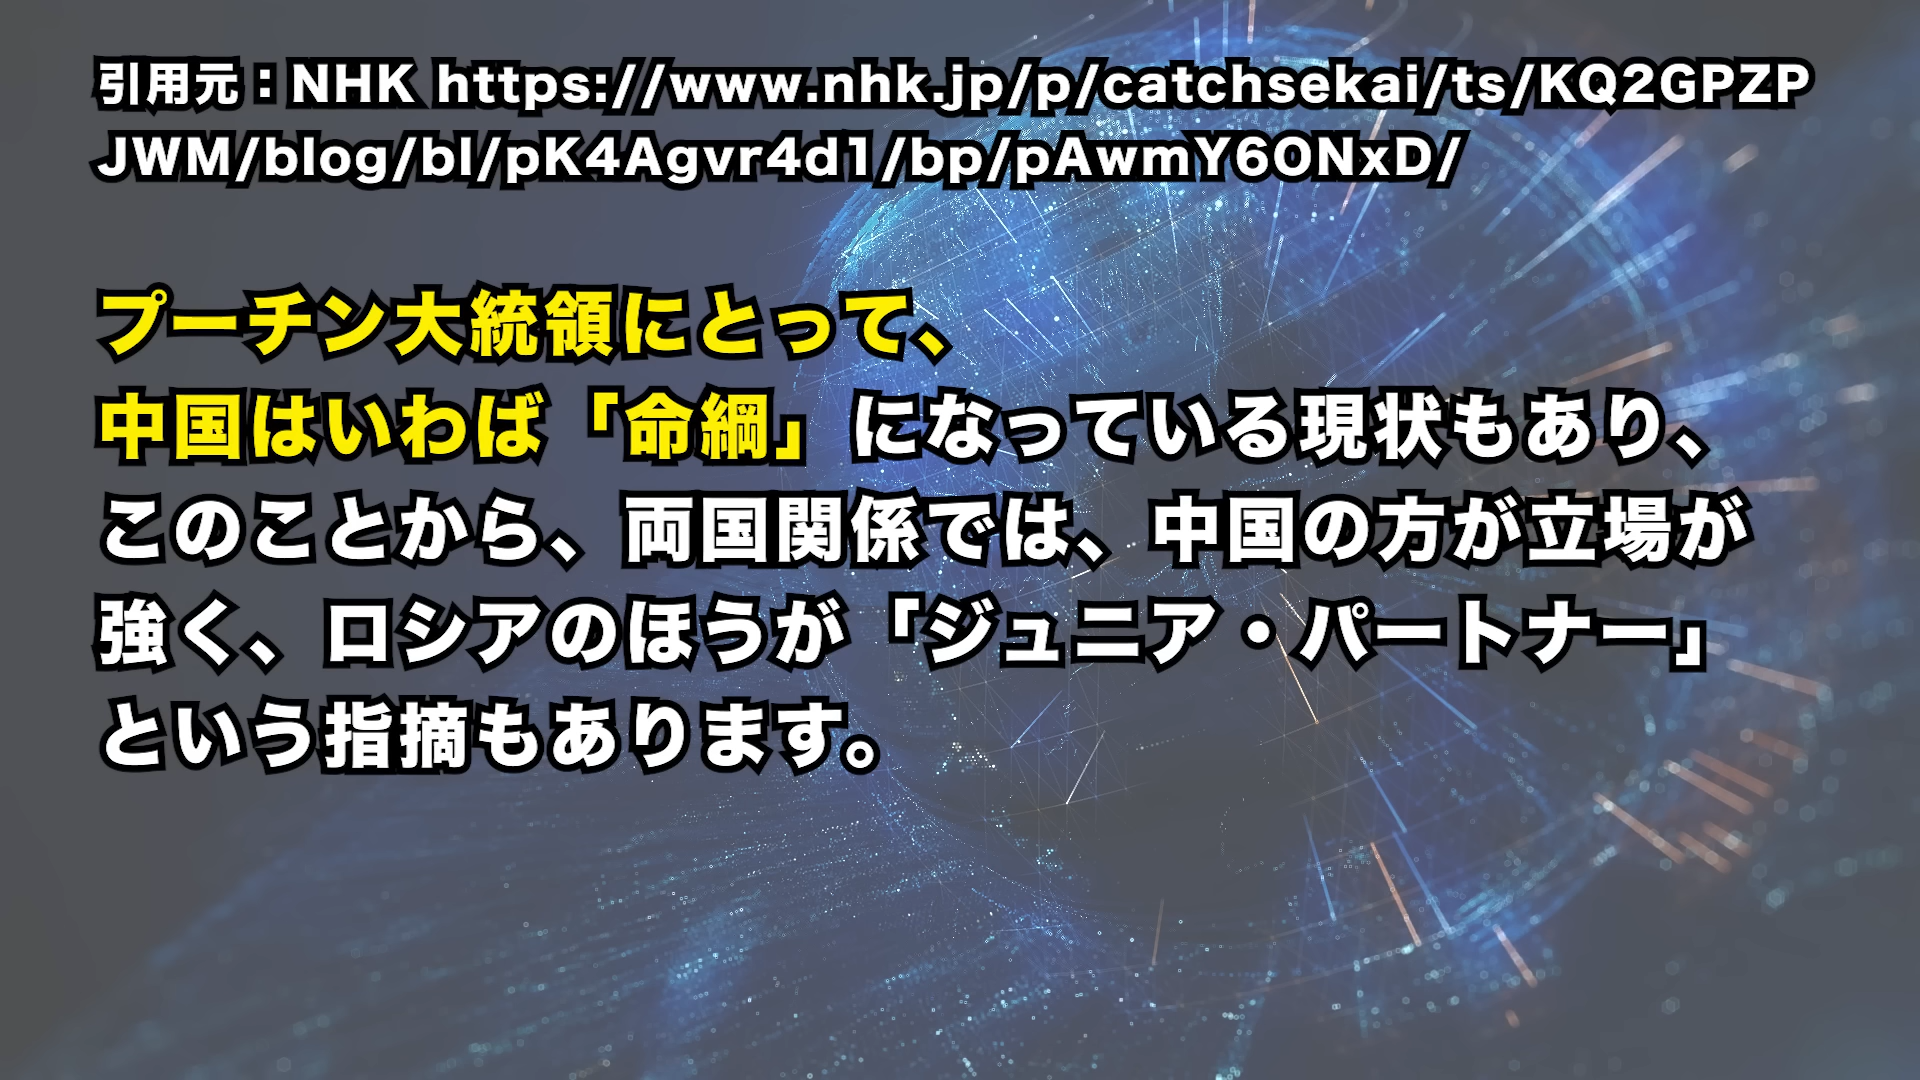 引用元：NHK https://www.nhk.jp/p/catchsekai/ts/KQ2GPZP
JWM/blog/bl/pK4Agvr4d1/bp/pAwmY6ONxD/
プーチン大統領にとって、
中国はいわば「命綱」になっている現状もあり、
このことから、両国関係では、中国の方が立場が
強く、ロシアのほうが「ジュニア・パートナー」
という指摘もあります。